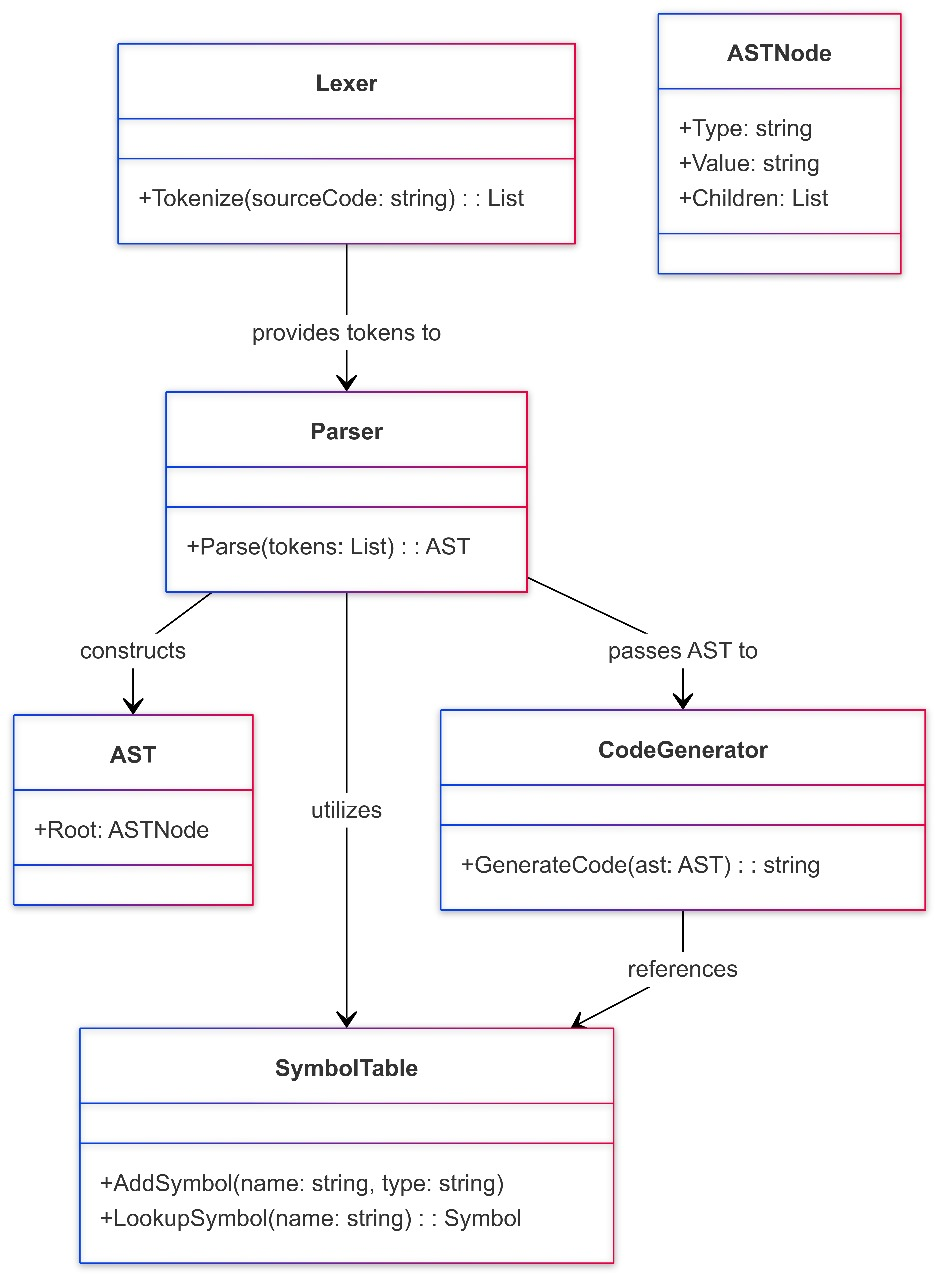 Lexer
+Tokenize(sourceCode: string) : : List
ASTNode
+Type: string
+Value: string
+Children: List
provides tokens to
Parser
+Parse(tokens: List) : : AST
constructs
utilizes
passes AST to
AST
+Root: ASTNode
CodeGenerator
+GenerateCode(ast: AST) : : string
references
SymbolTable
+AddSymbol(name: string, type: string)
+LookupSymbol(name: string) : : Symbol